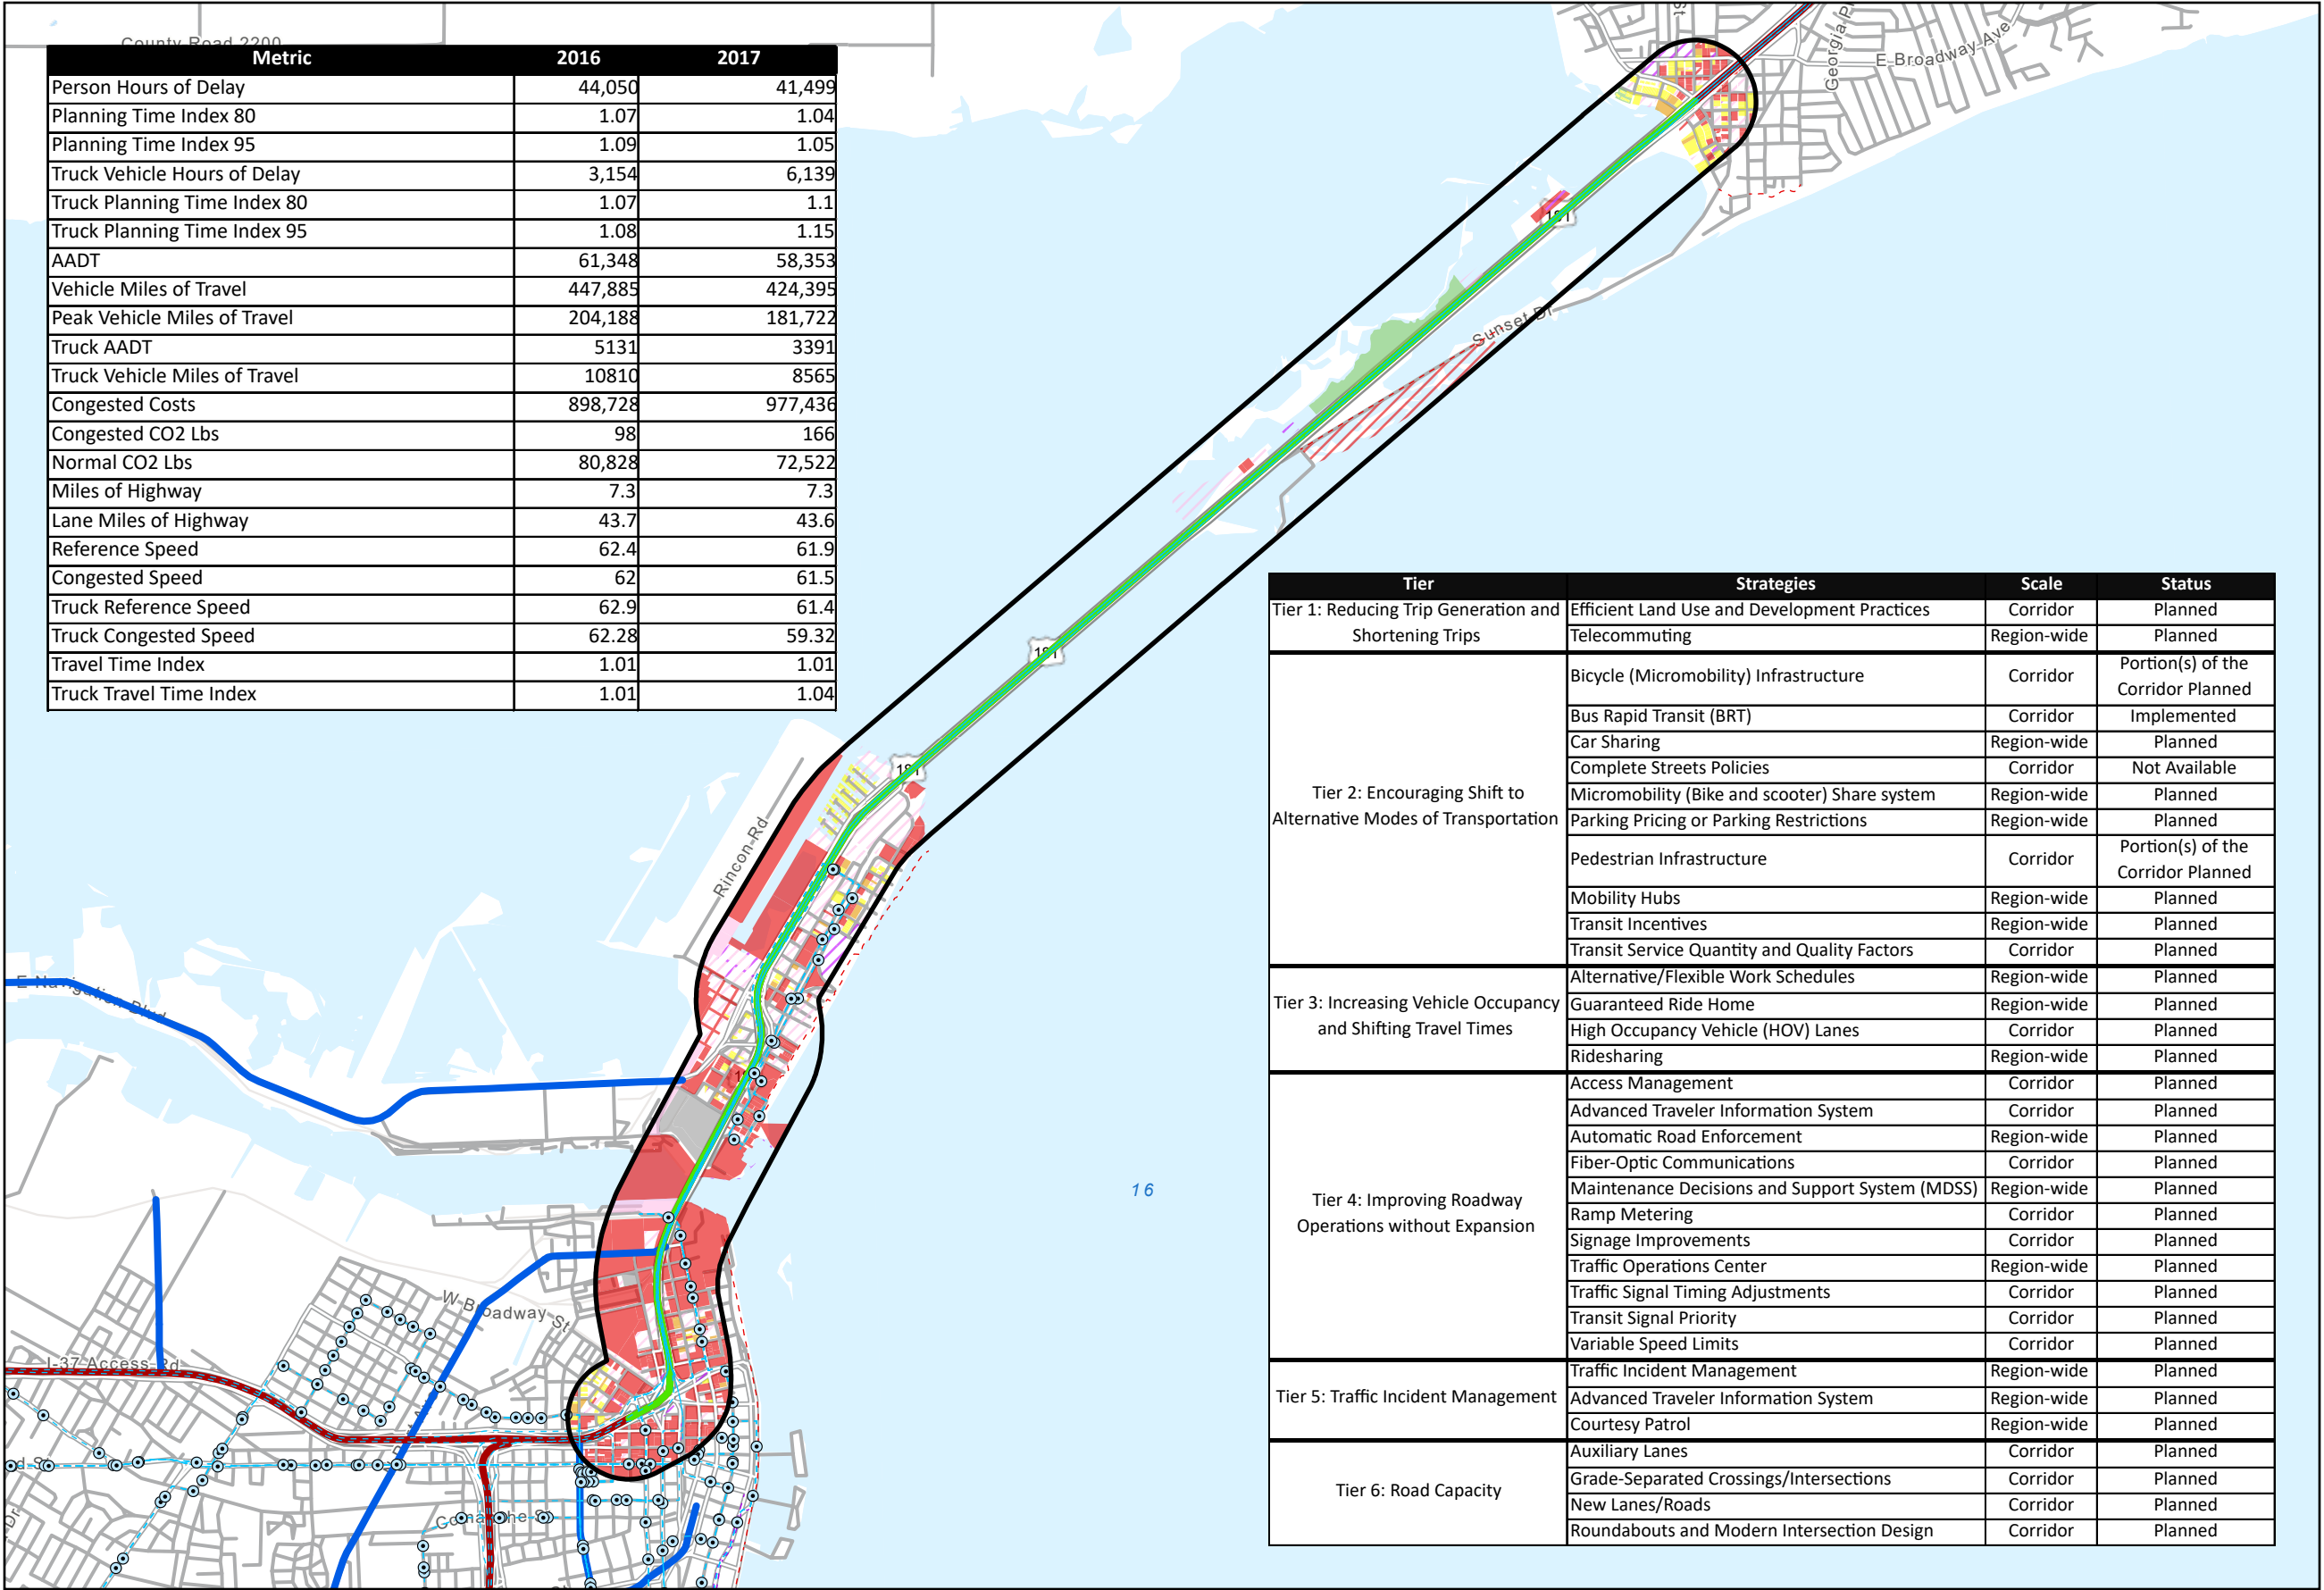 County Road 2200
Metric 2016 2017
Person Hours of Delay 44,050 41,499
Planning Time Index 80 1.07 1.04
Planning Time Index 95 1.09 1.05
Truck Vehicle Hours of Delay 3,154 6,139
Truck Planning Time Index 80 1.07 1.1
Truck Planning Time Index 95 1.08 1.15
AADT 61,348 58,353
Vehicle Miles of Travel 447,885 424,395
Peak Vehicle Miles of Travel 204,188 181,722
Truck AADT 5131 3391
Truck Vehicle Miles of Travel 10810 8565
Congested Costs 898,728 977,436
Congested CO2 Lbs 98 166
Normal CO2 Lbs 80,828 72,522
Miles of Highway 7.3 7.3
Lane Miles of Highway 43.7 43.6
Reference Speed 62.4 61.9
Congested Speed 62 61.5
Truck Reference Speed 62.9 61.4
Truck Congested Speed 62.28 59.32
Travel Time Index 1.01 1.01
Truck Travel Time Index 1.01 1.04
St
Georgia Pl
E Broadway Ave
181
Sunset Dr
181
181
Rincon Rd
E Navigation Blvd
16
W Broadway St
I-37 Access Rd
Comanche St
Dr
Tier Strategies Scale Status
Tier 1: Reducing Trip Generation and
Shortening Trips
Efficient Land Use and Development Practices Corridor Planned
Telecommuting Region-wide Planned
Tier 2: Encouraging Shift to
Alternative Modes of Transportation
Bicycle (Micromobility) Infrastructure Corridor Portion(s) of the
Corridor Planned
Bus Rapid Transit (BRT) Corridor Implemented
Car Sharing Region-wide Planned
Complete Streets Policies Corridor Not Available
Micromobility (Bike and scooter) Share system Region-wide Planned
Parking Pricing or Parking Restrictions Region-wide Planned
Pedestrian Infrastructure Corridor Portion(s) of the
Corridor Planned
Mobility Hubs Region-wide Planned
Transit Incentives Region-wide Planned
Transit Service Quantity and Quality Factors Corridor Planned
Tier 3: Increasing Vehicle Occupancy
and Shifting Travel Times
Alternative/Flexible Work Schedules Region-wide Planned
Guaranteed Ride Home Region-wide Planned
High Occupancy Vehicle (HOV) Lanes Corridor Planned
Ridesharing Region-wide Planned
Tier 4: Improving Roadway
Operations without Expansion
Access Management Corridor Planned
Advanced Traveler Information System Corridor Planned
Automatic Road Enforcement Region-wide Planned
Fiber-Optic Communications Corridor Planned
Maintenance Decisions and Support System (MDSS) Region-wide Planned
Ramp Metering Corridor Planned
Signage Improvements Corridor Planned
Traffic Operations Center Region-wide Planned
Traffic Signal Timing Adjustments Corridor Planned
Transit Signal Priority Corridor Planned
Variable Speed Limits Corridor Planned
Tier 5: Traffic Incident Management
Traffic Incident Management Region-wide Planned
Advanced Traveler Information System Region-wide Planned
Courtesy Patrol Region-wide Planned
Tier 6: Road Capacity
Auxiliary Lanes Corridor Planned
Grade-Separated Crossings/Intersections Corridor Planned
New Lanes/Roads Corridor Planned
Roundabouts and Modern Intersection Design Corridor Planned